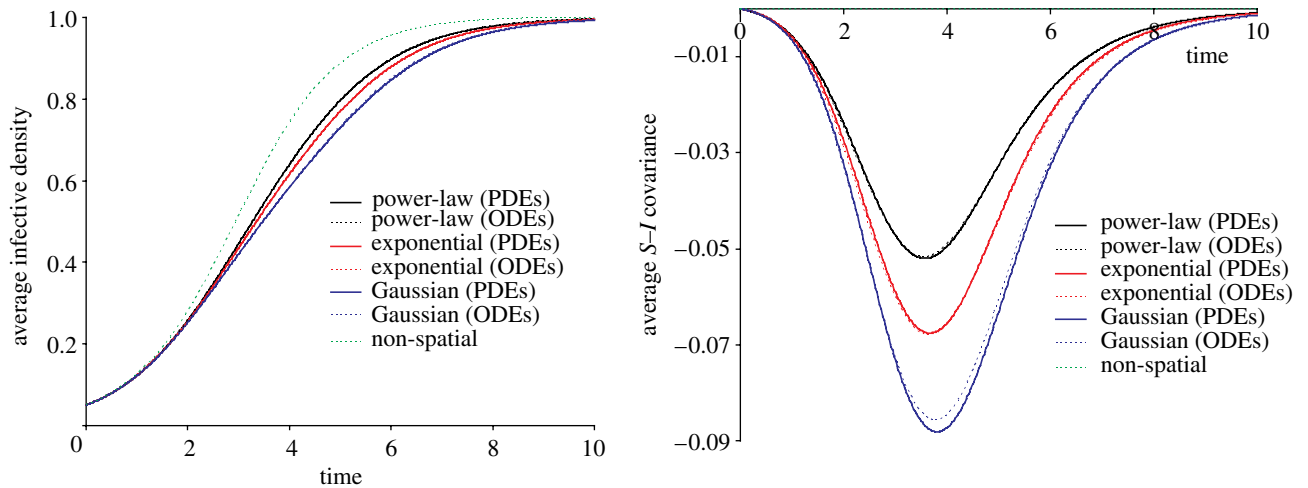 1.0
0.8
0.6
0.4
0.2
0
2
4
6
8
10
time
average infective density
power-law (PDEs)
power-law (ODEs)
exponential (PDEs)
exponential (ODEs)
Gaussian (PDEs)
Gaussian (ODEs)
non-spatial
0
2
4
6
8
10
time
−0.01
−0.03
−0.05
−0.07
−0.09
average S–I covariance
power-law (PDEs)
power-law (ODEs)
exponential (PDEs)
exponential (ODEs)
Gaussian (PDEs)
Gaussian (ODEs)
non-spatial